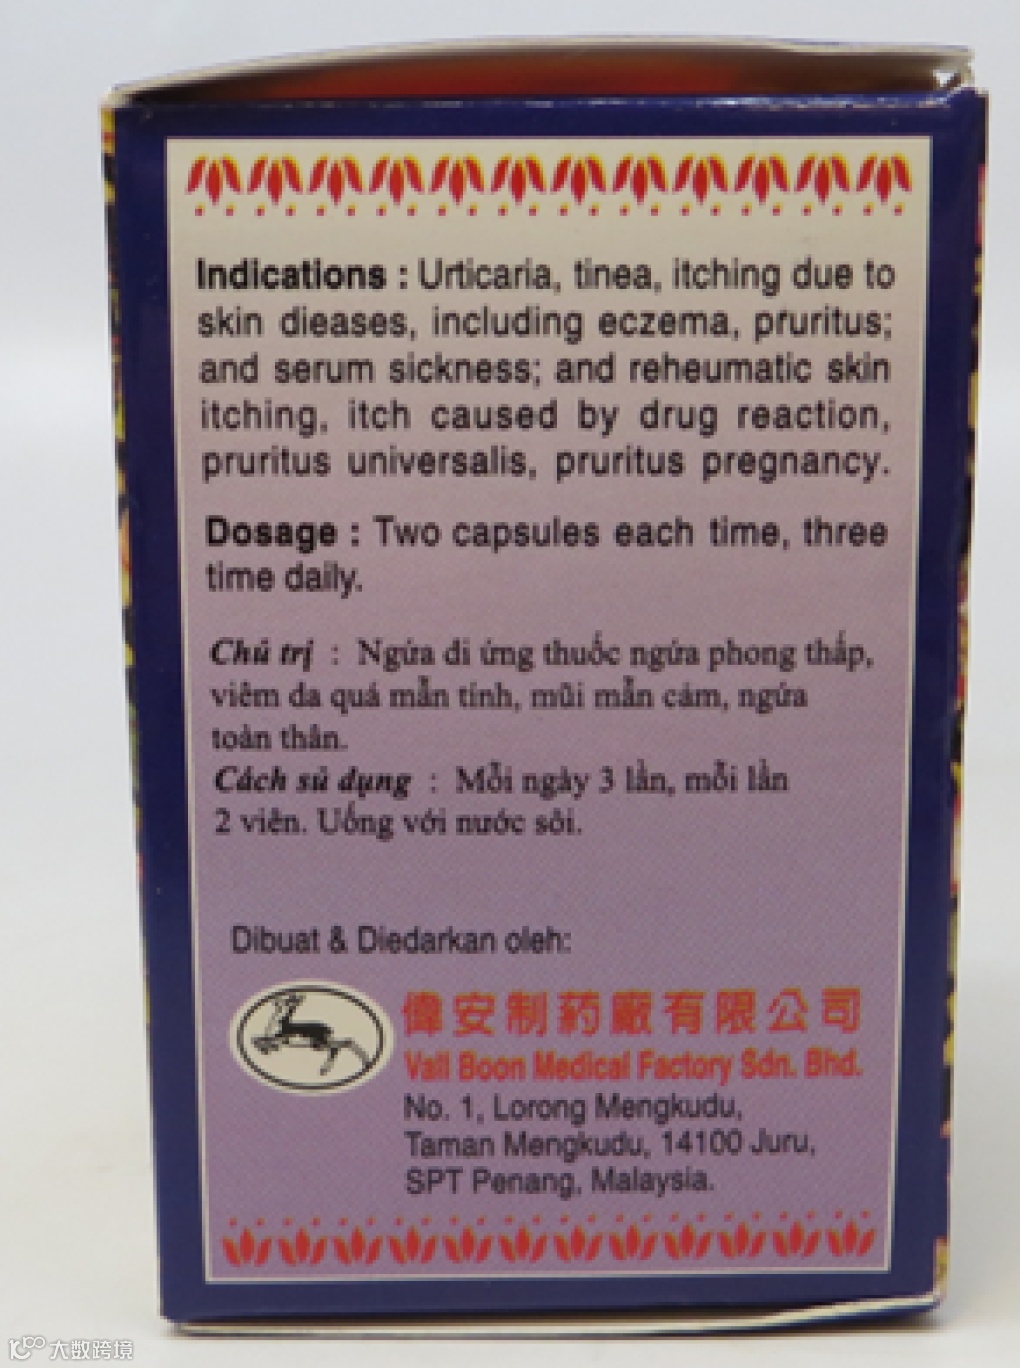 Indications : Urticaria, tinea, itching due to
skin dieases, including eczema, pruritus;
and serum sickness; and reheumatic skin
itching, itch caused by drug reaction,
pruritus universalis, pruritus pregnancy.
Dosage : Two capsules each time, three
time daily.
Chủ trị : Ngứa đi ứng thuốc ngứa phong thấp,
viêm da quá mẫn tính, mũi mẫn cảm, ngứa
toàn thân.
Cách sủ dụng : Mỗi ngày 3 lần, mỗi lần
2 viên. Uống với nước sôi.
Dibuat & Diedarkan oleh:
偉安制药廠有限公司
Vall Boon Medical Factory Sdn. Bhd.
No. 1, Lorong Mengkudu,
Taman Mengkudu, 14100 Juru,
SPT Penang, Malaysia.
大数跨境